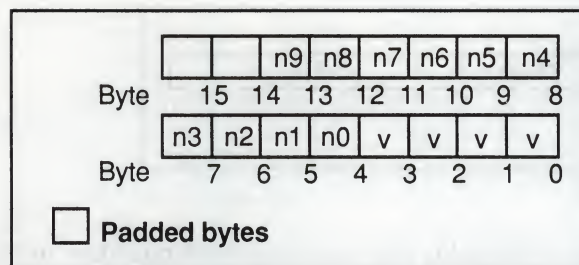 n9 n8 n7 n6 n5 n4
Byte 15 14 13 12 11 10 9 8
n3 n2 n1 n0 v v v v
Byte 7 6 5 4 3 2 1 0
Padded bytes